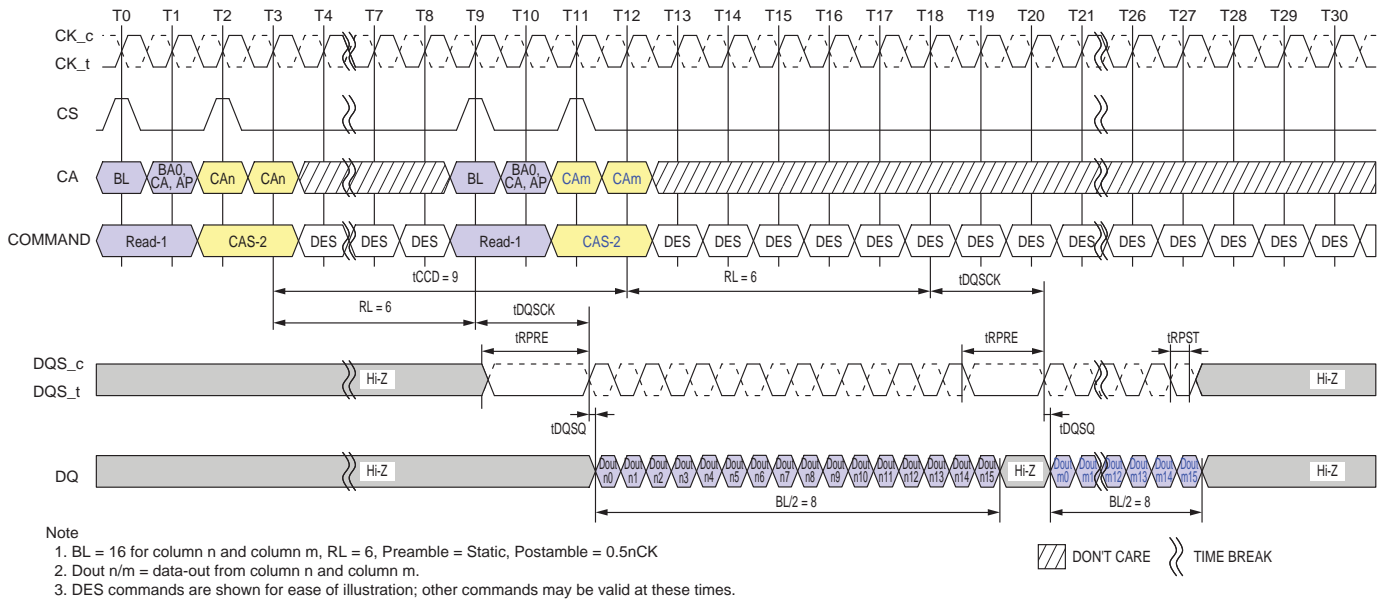 T0 T1 T2 T3 T4 T7 T8 T9 T10 T11 T12 T13 T14 T15 T16 T17 T18 T19 T20 T21 T26 T27 T28 T29 T30
CK_c
CK_t
CS
CA BL BA0, CA, AP CAn CAn BL BA0, CA, AP CAm CAm
COMMAND Read-1 CAS-2 DES DES DES Read-1 CAS-2 DES DES DES DES DES DES DES DES DES DES DES DES DES DES
tCCD = 9 RL = 6 tDQSCK
RL = 6 tDQSCK
tRPRE tRPRE tRPST
DQS_c
DQS_t
Hi-Z Hi-Z
tDQSQ tDQSQ
DQ Hi-Z Dout n0 Dout n1 Dout n2 Dout n3 Dout n4 Dout n5 Dout n6 Dout n7 Dout n8 Dout n9 Dout n10 Dout n11 Dout n12 Dout n13 Dout n14 Dout n15 Hi-Z Dout m0 Dout m1 Dout m12 Dout m13 Dout m14 Dout m15 Hi-Z
BL/2 = 8 BL/2 = 8
Note
1. BL = 16 for column n and column m, RL = 6, Preamble = Static, Postamble = 0.5nCK
2. Dout n/m = data-out from column n and column m.
3. DES commands are shown for ease of illustration; other commands may be valid at these times.
DON'T CARE TIME BREAK